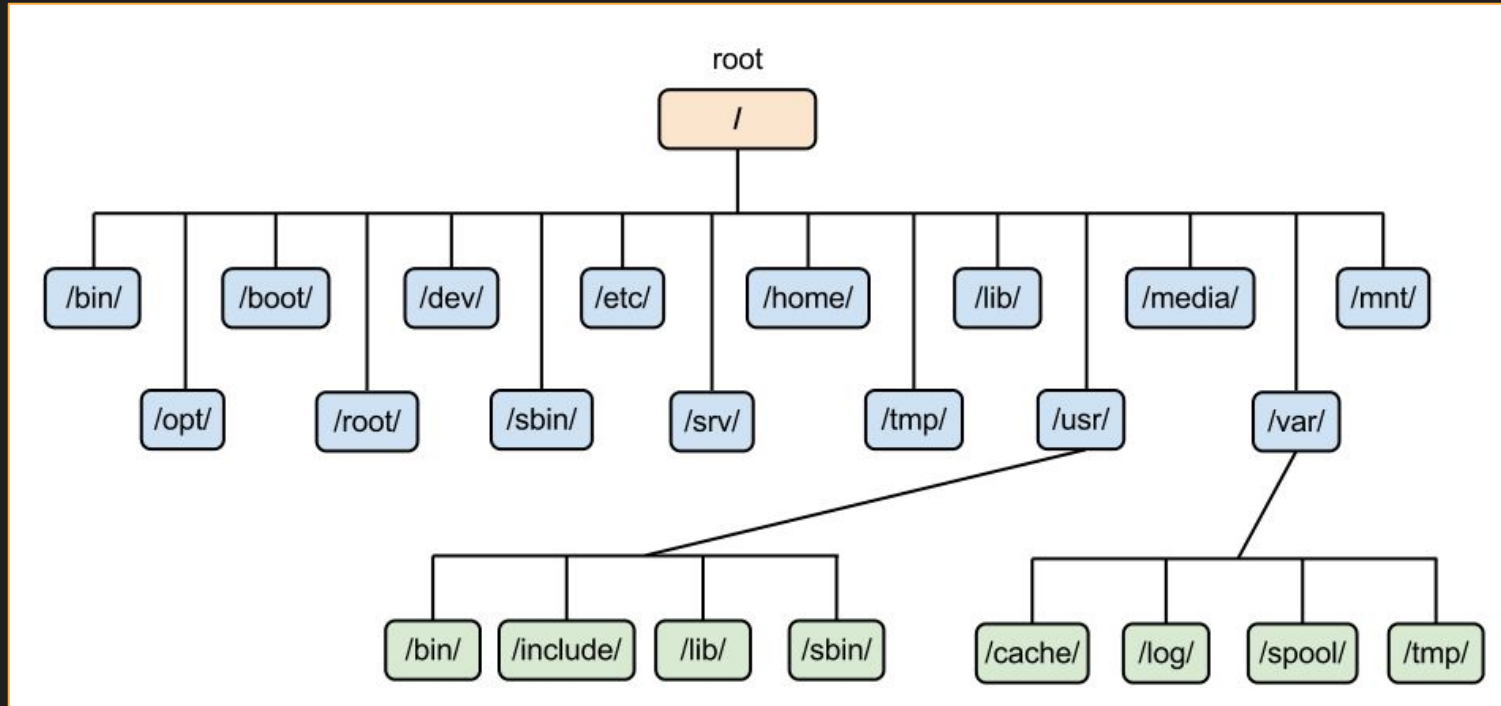 root
/
/bin/
/boot/
/dev/
/etc/
/home/
/lib/
/media/
/mnt/
/opt/
/root/
/sbin/
/srv/
/tmp/
/usr/
/var/
/bin/
/include/
/lib/
/sbin/
/cache/
/log/
/spool/
/tmp/